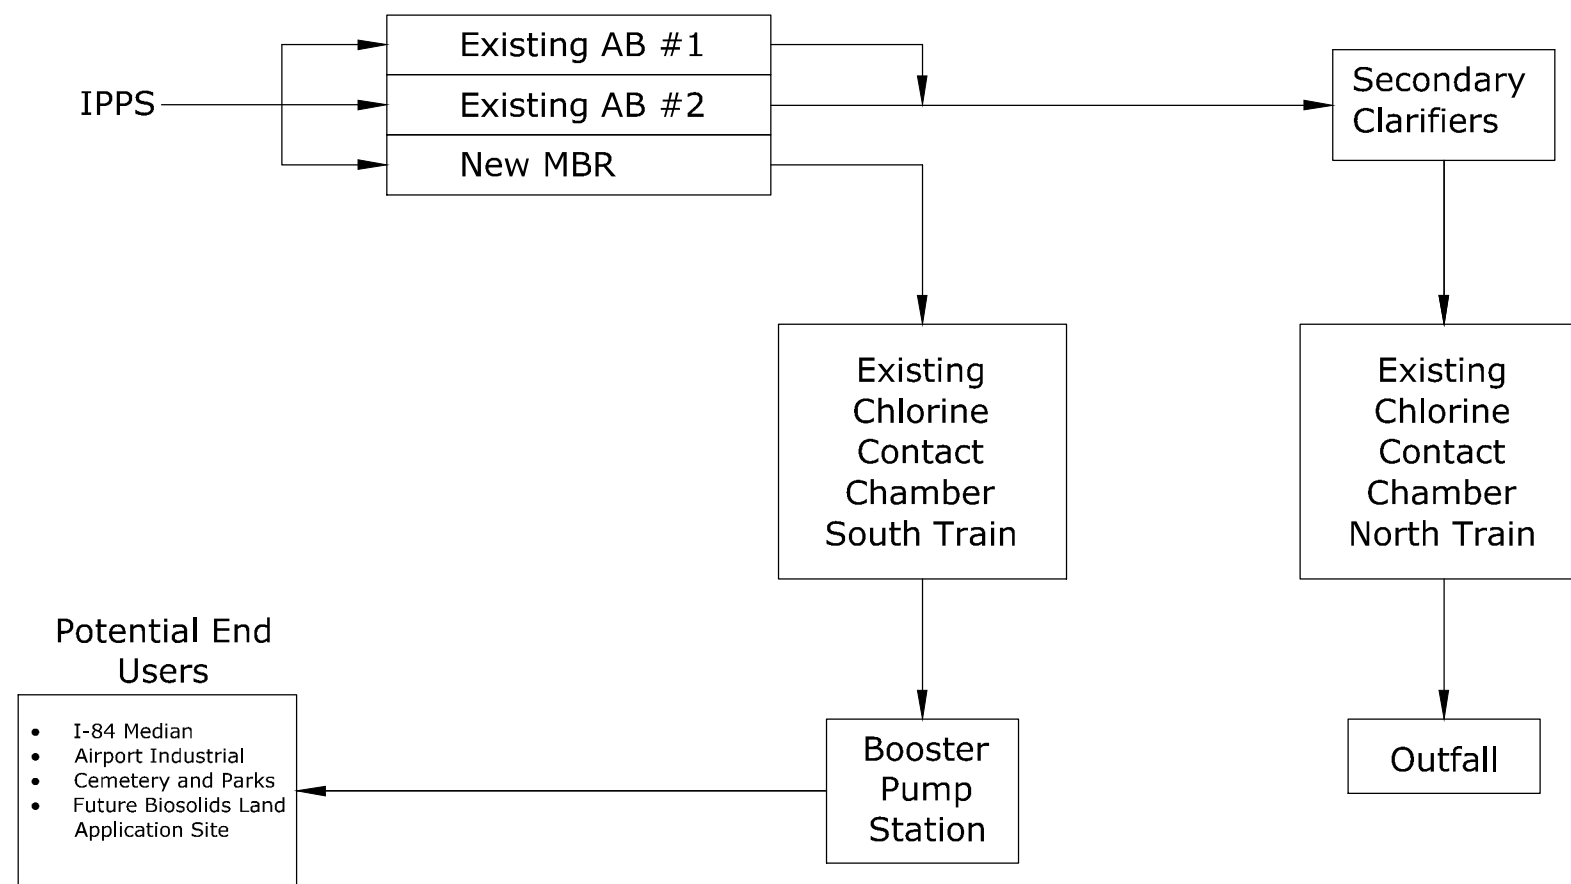 Existing AB #1
IPPS
Existing AB #2
New MBR
Secondary
Clarifiers
Existing
Chlorine
Contact
Chamber
South Train
Existing
Chlorine
Contact
Chamber
North Train
Potential End
Users
• I-84 Median
• Airport Industrial
• Cemetery and Parks
• Future Biosolids Land
Application Site
Booster
Pump
Station
Outfall